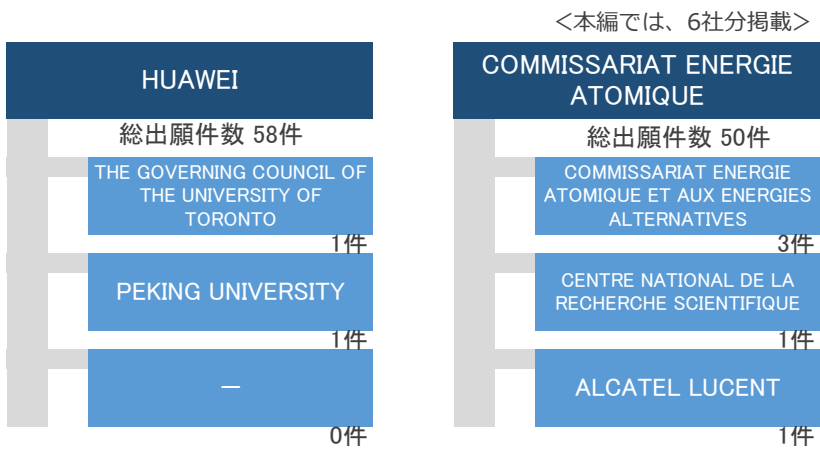 ＜本編では、6社分掲載＞
HUAWEI
総出願件数 58件
THE GOVERNING COUNCIL OF
THE UNIVERSITY OF
TORONTO
1件
PEKING UNIVERSITY
1件
－
0件
COMMISSARIAT ENERGIE
ATOMIQUE
総出願件数 50件
COMMISSARIAT ENERGIE
ATOMIQUE ET AUX ENERGIES
ALTERNATIVES
3件
CENTRE NATIONAL DE LA
RECHERCHE SCIENTIFIQUE
1件
ALCATEL LUCENT
1件